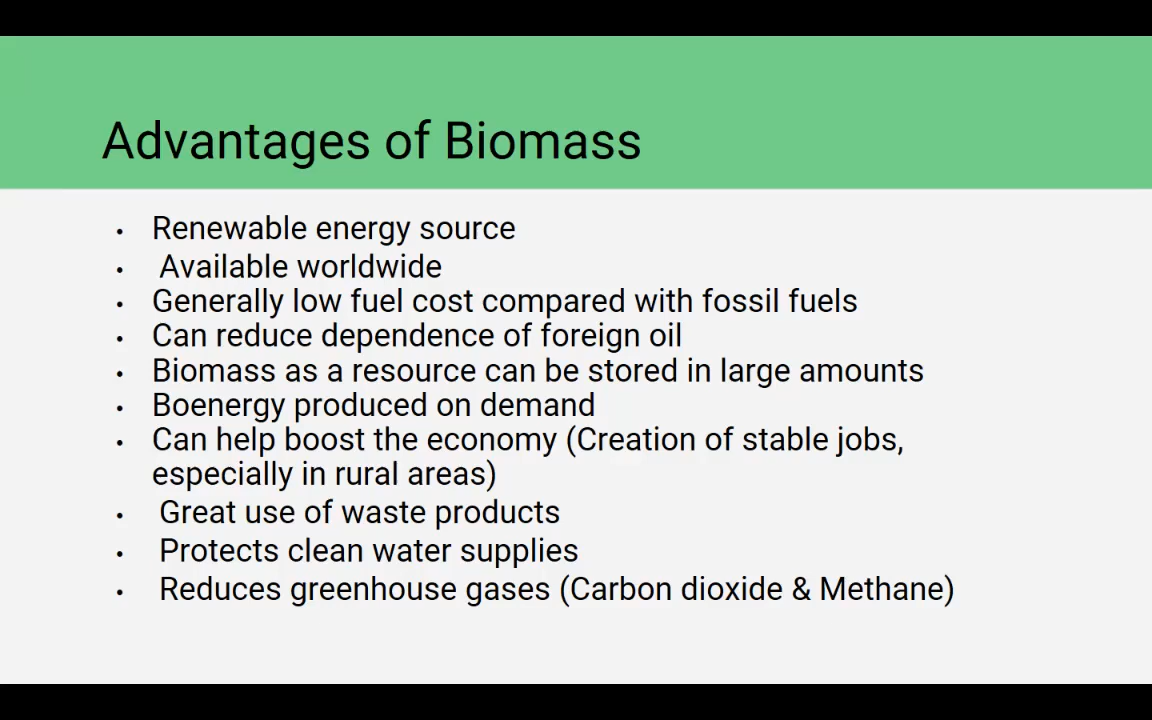 Advantages of Biomass
• Renewable energy source
• Available worldwide
• Generally low fuel cost compared with fossil fuels
• Can reduce dependence of foreign oil
• Biomass as a resource can be stored in large amounts
• Boenergy produced on demand
• Can help boost the economy (Creation of stable jobs,
especially in rural areas)
• Great use of waste products
• Protects clean water supplies
• Reduces greenhouse gases (Carbon dioxide & Methane)